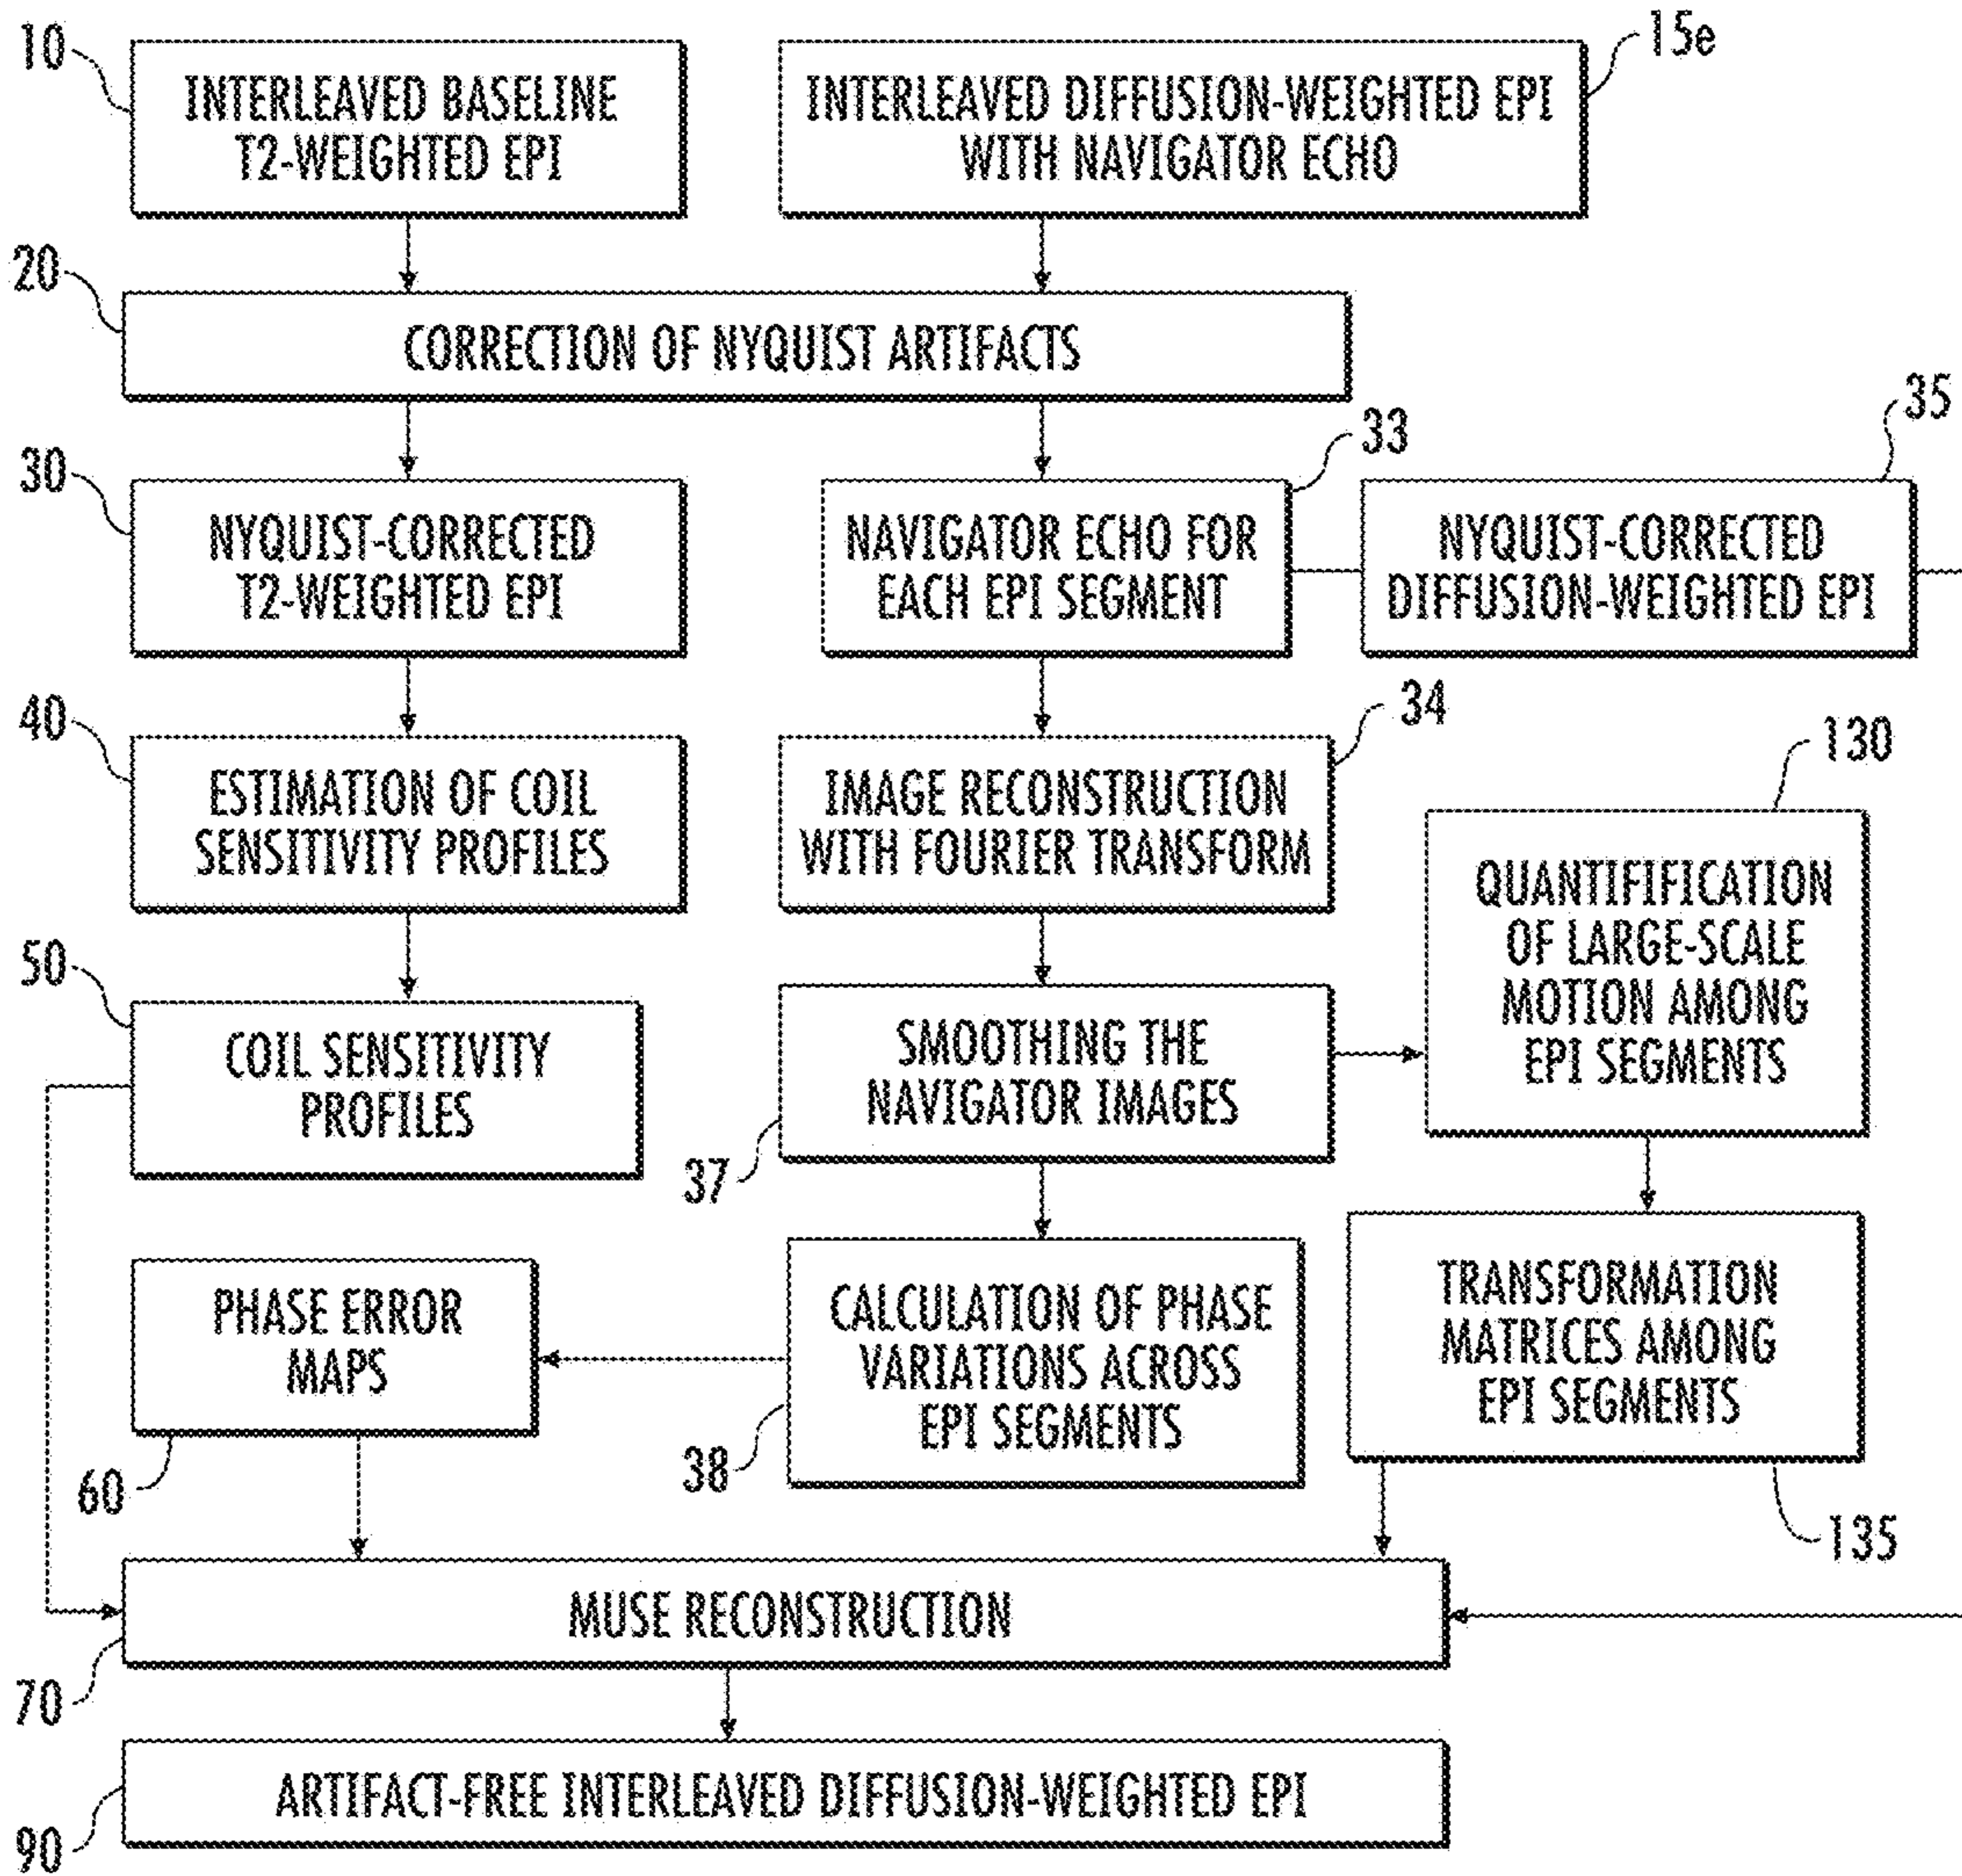 10
INTERLEAVED BASELINE
T2-WEIGHTED EPI
15e
INTERLEAVED DIFFUSION-WEIGHTED EPI
WITH NAVIGATOR ECHO
20
CORRECTION OF NYQUIST ARTIFACTS
30
NYQUIST-CORRECTED
T2-WEIGHTED EPI
33
NAVIGATOR ECHO FOR
EACH EPI SEGMENT
35
NYQUIST-CORRECTED
DIFFUSION-WEIGHTED EPI
40
ESTIMATION OF COIL
SENSITIVITY PROFILES
34
IMAGE RECONSTRUCTION
WITH FOURIER TRANSFORM
130
QUANTIFIFICATION
OF LARGE-SCALE
MOTION AMONG
EPI SEGMENTS
50
COIL SENSITIVITY
PROFILES
SMOOTHING THE
NAVIGATOR IMAGES
37
PHASE ERROR
MAPS
60
CALCULATION OF PHASE
VARIATIONS ACROSS
EPI SEGMENTS
38
TRANSFORMATION
MATRICES AMONG
EPI SEGMENTS
135
MUSE RECONSTRUCTION
70
ARTIFACT-FREE INTERLEAVED DIFFUSION-WEIGHTED EPI
90